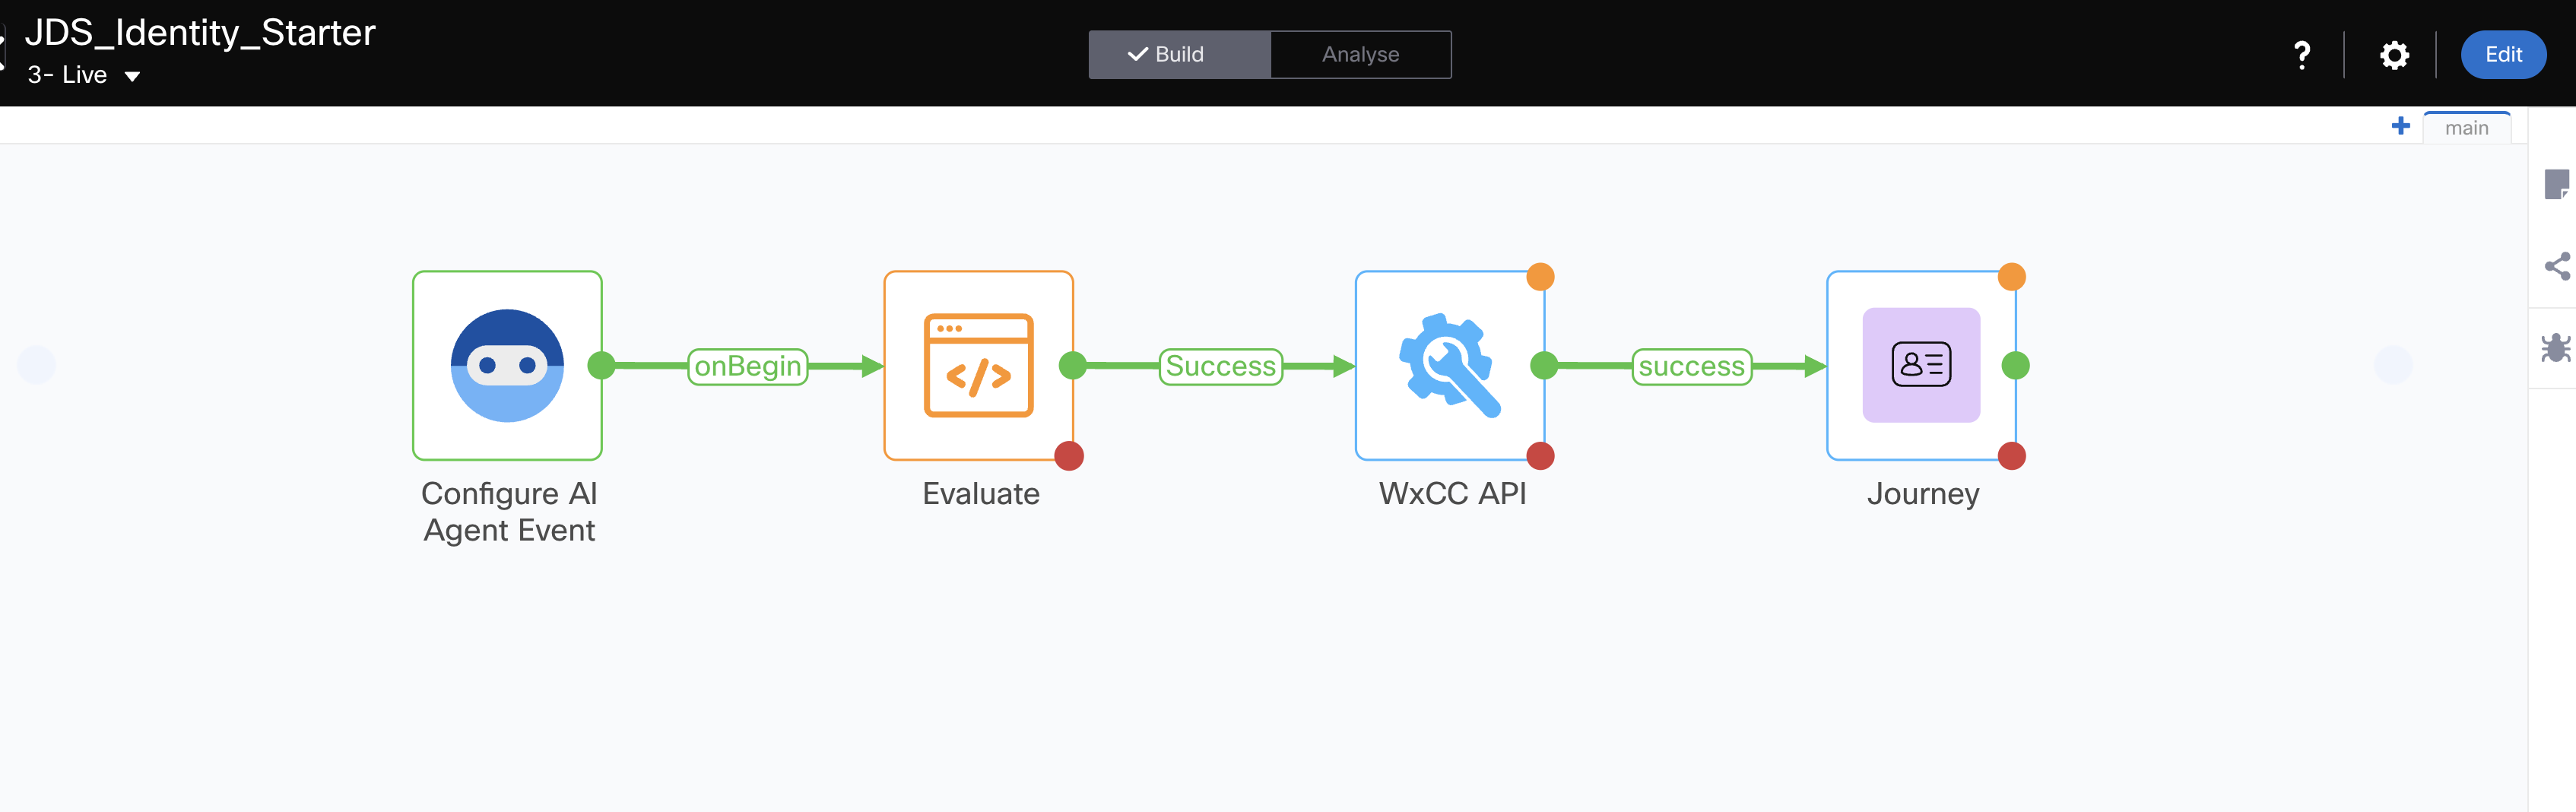 JDS_Identity_Starter
3- Live
Build
Analyse
?
Edit
+ main
onBegin
</>
Success
success
Configure AI
Agent Event
Evaluate
WxCC API
Journey